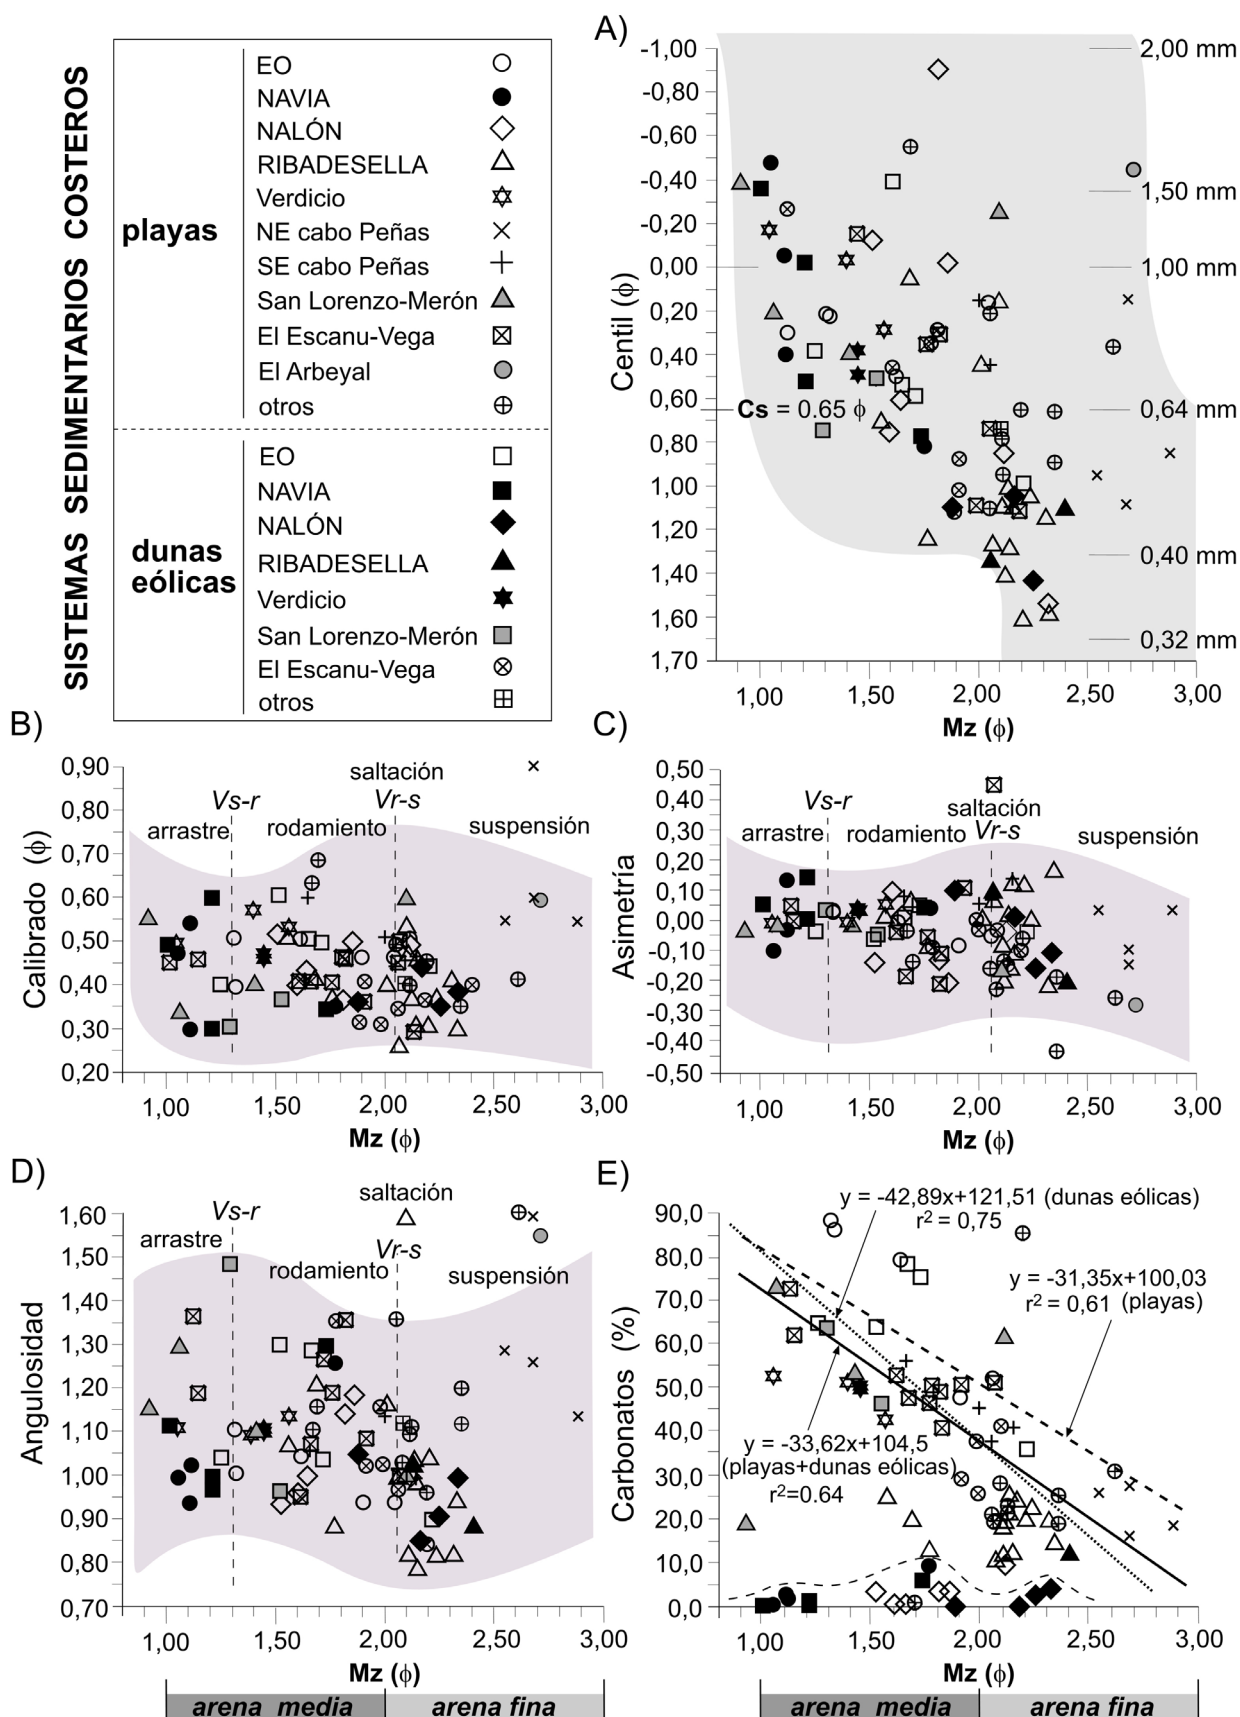 SISTEMAS SEDIMENTARIOS COSTEROS
playas
EO
NAVIA
NALÓN
RIBADESELLA
Verdicio
NE cabo Peñas
SE cabo Peñas
San Lorenzo-Merón
El Escanu-Vega
El Arbeyal
otros
dunas
eólicas
EO
NAVIA
NALÓN
RIBADESELLA
Verdicio
San Lorenzo-Merón
El Escanu-Vega
otros
A)
Centil (ϕ)
-1,00
-0,80
-0,60
-0,40
-0,20
0,00
0,20
0,40
0,60
0,80
1,00
1,20
1,40
1,60
1,70
2,00 mm
1,50 mm
1,00 mm
0,64 mm
0,40 mm
0,32 mm
Cs = 0.65 ϕ
1,00 1,50 2,00 2,50 3,00
Mz (ϕ)
B)
Calibrado (ϕ)
0,90
0,80
0,70
0,60
0,50
0,40
0,30
0,20
saltación
Vs-r
Vr-s
arrastre
rodamiento
suspensión
1,00 1,50 2,00 2,50 3,00
Mz (ϕ)
C)
Asimetría
0,50
0,40
0,30
0,20
0,10
0,00
-0,10
-0,20
-0,30
-0,40
-0,50
Vs-r
saltación
arrastre
rodamiento
Vr-s
suspensión
1,00 1,50 2,00 2,50 3,00
Mz (ϕ)
D)
Angulosidad
1,60
1,50
1,40
1,30
1,20
1,10
1,00
0,90
0,80
0,70
saltación
Vs-r
arrastre
Vr-s
rodamiento
suspensión
1,00 1,50 2,00 2,50 3,00
Mz (ϕ)
arena media
arena fina
E)
Carbonatos (%)
90,0
80,0
70,0
60,0
50,0
40,0
30,0
20,0
10,0
0,0
y = -42,89x+121,51 (dunas eólicas)
r2 = 0,75
y = -31,35x+100,03
r2 = 0,61 (playas)
y = -33,62x+104,5
(playas+dunas eólicas)
r2=0.64
1,00 1,50 2,00 2,50 3,00
Mz (ϕ)
arena media
arena fina